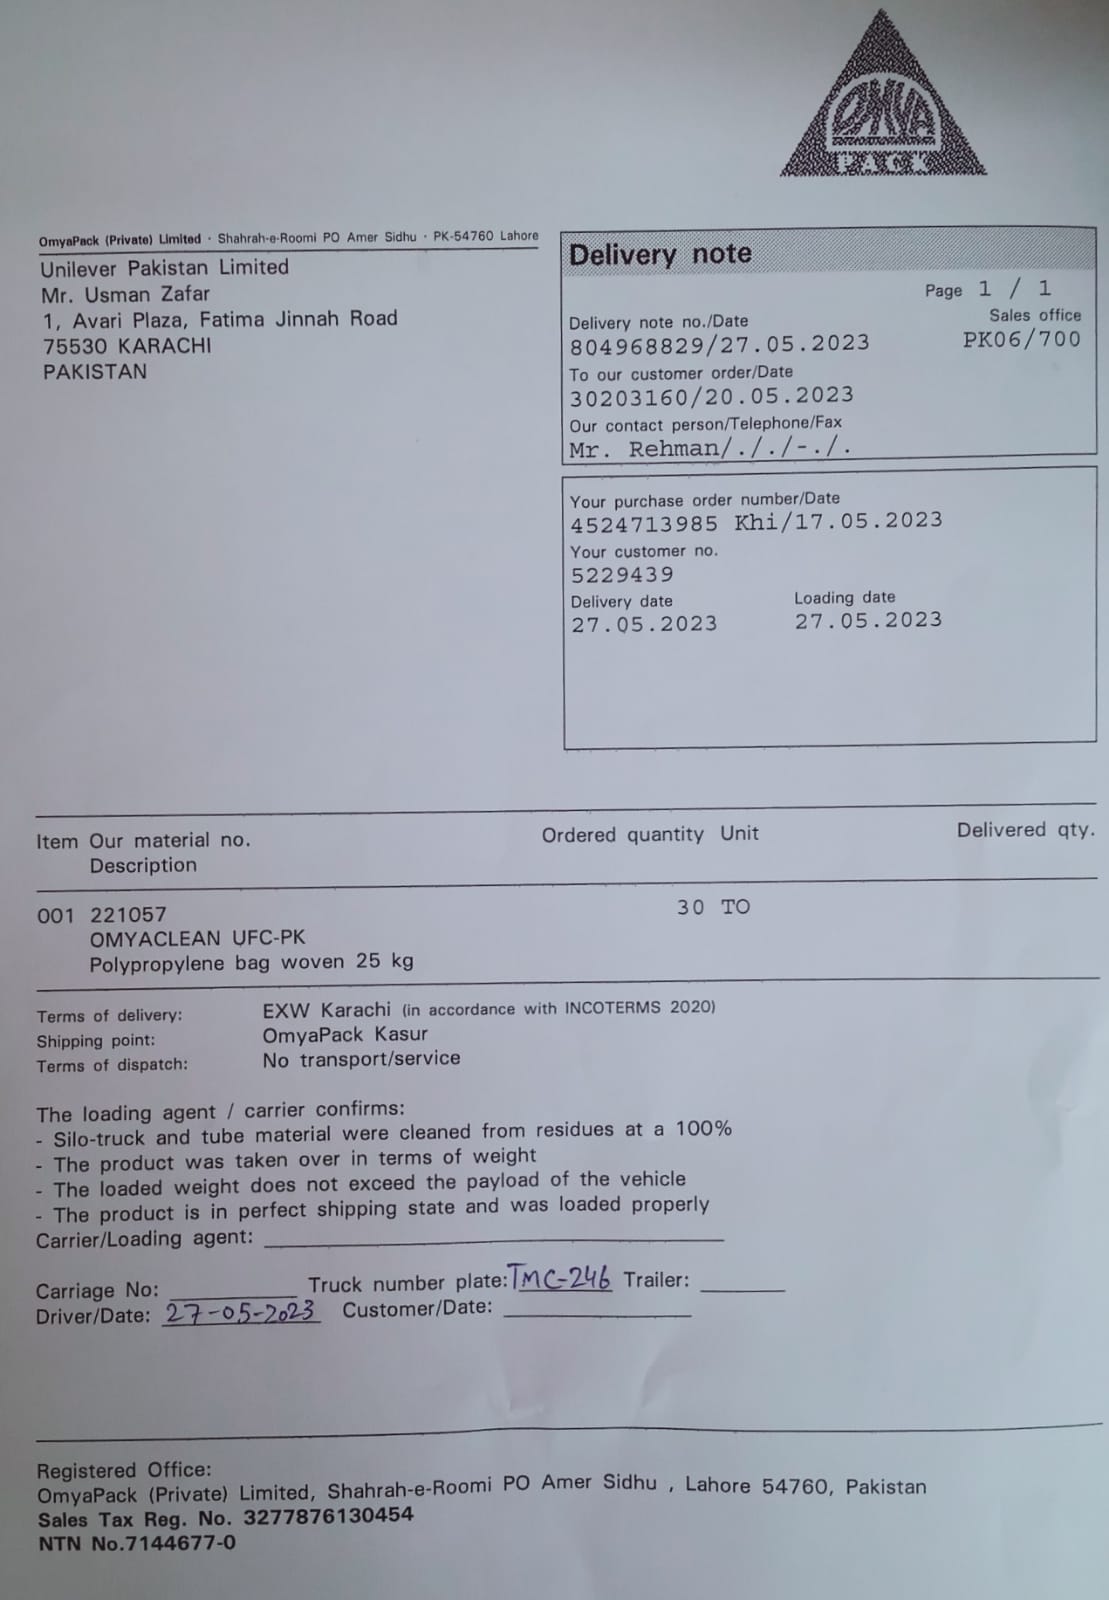 OMYA
PACK
OmyaPack (Private) Limited · Shahrah-e-Roomi PO Amer Sidhu · PK-54760 Lahore
Unilever Pakistan Limited
Mr. Usman Zafar
1, Avari Plaza, Fatima Jinnah Road
75530 KARACHI
PAKISTAN
Delivery note
Page 1 / 1
Delivery note no./Date Sales office
804968829/27.05.2023 PK06/700
To our customer order/Date
30203160/20.05.2023
Our contact person/Telephone/Fax
Mr. Rehman/././-./.
Your purchase order number/Date
4524713985 Khi/17.05.2023
Your customer no.
5229439
Delivery date Loading date
27.05.2023 27.05.2023
Item Our material no. Ordered quantity Unit Delivered qty.
Description
001 221057 30 TO
OMYACLEAN UFC-PK
Polypropylene bag woven 25 kg
Terms of delivery: EXW Karachi (in accordance with INCOTERMS 2020)
Shipping point: OmyaPack Kasur
Terms of dispatch: No transport/service
The loading agent / carrier confirms:
- Silo-truck and tube material were cleaned from residues at a 100%
- The product was taken over in terms of weight
- The loaded weight does not exceed the payload of the vehicle
- The product is in perfect shipping state and was loaded properly
Carrier/Loading agent:
Carriage No: Truck number plate: TMC-246 Trailer:
Driver/Date: 27-05-2023 Customer/Date:
Registered Office:
OmyaPack (Private) Limited, Shahrah-e-Roomi PO Amer Sidhu , Lahore 54760, Pakistan
Sales Tax Reg. No. 3277876130454
NTN No.7144677-0